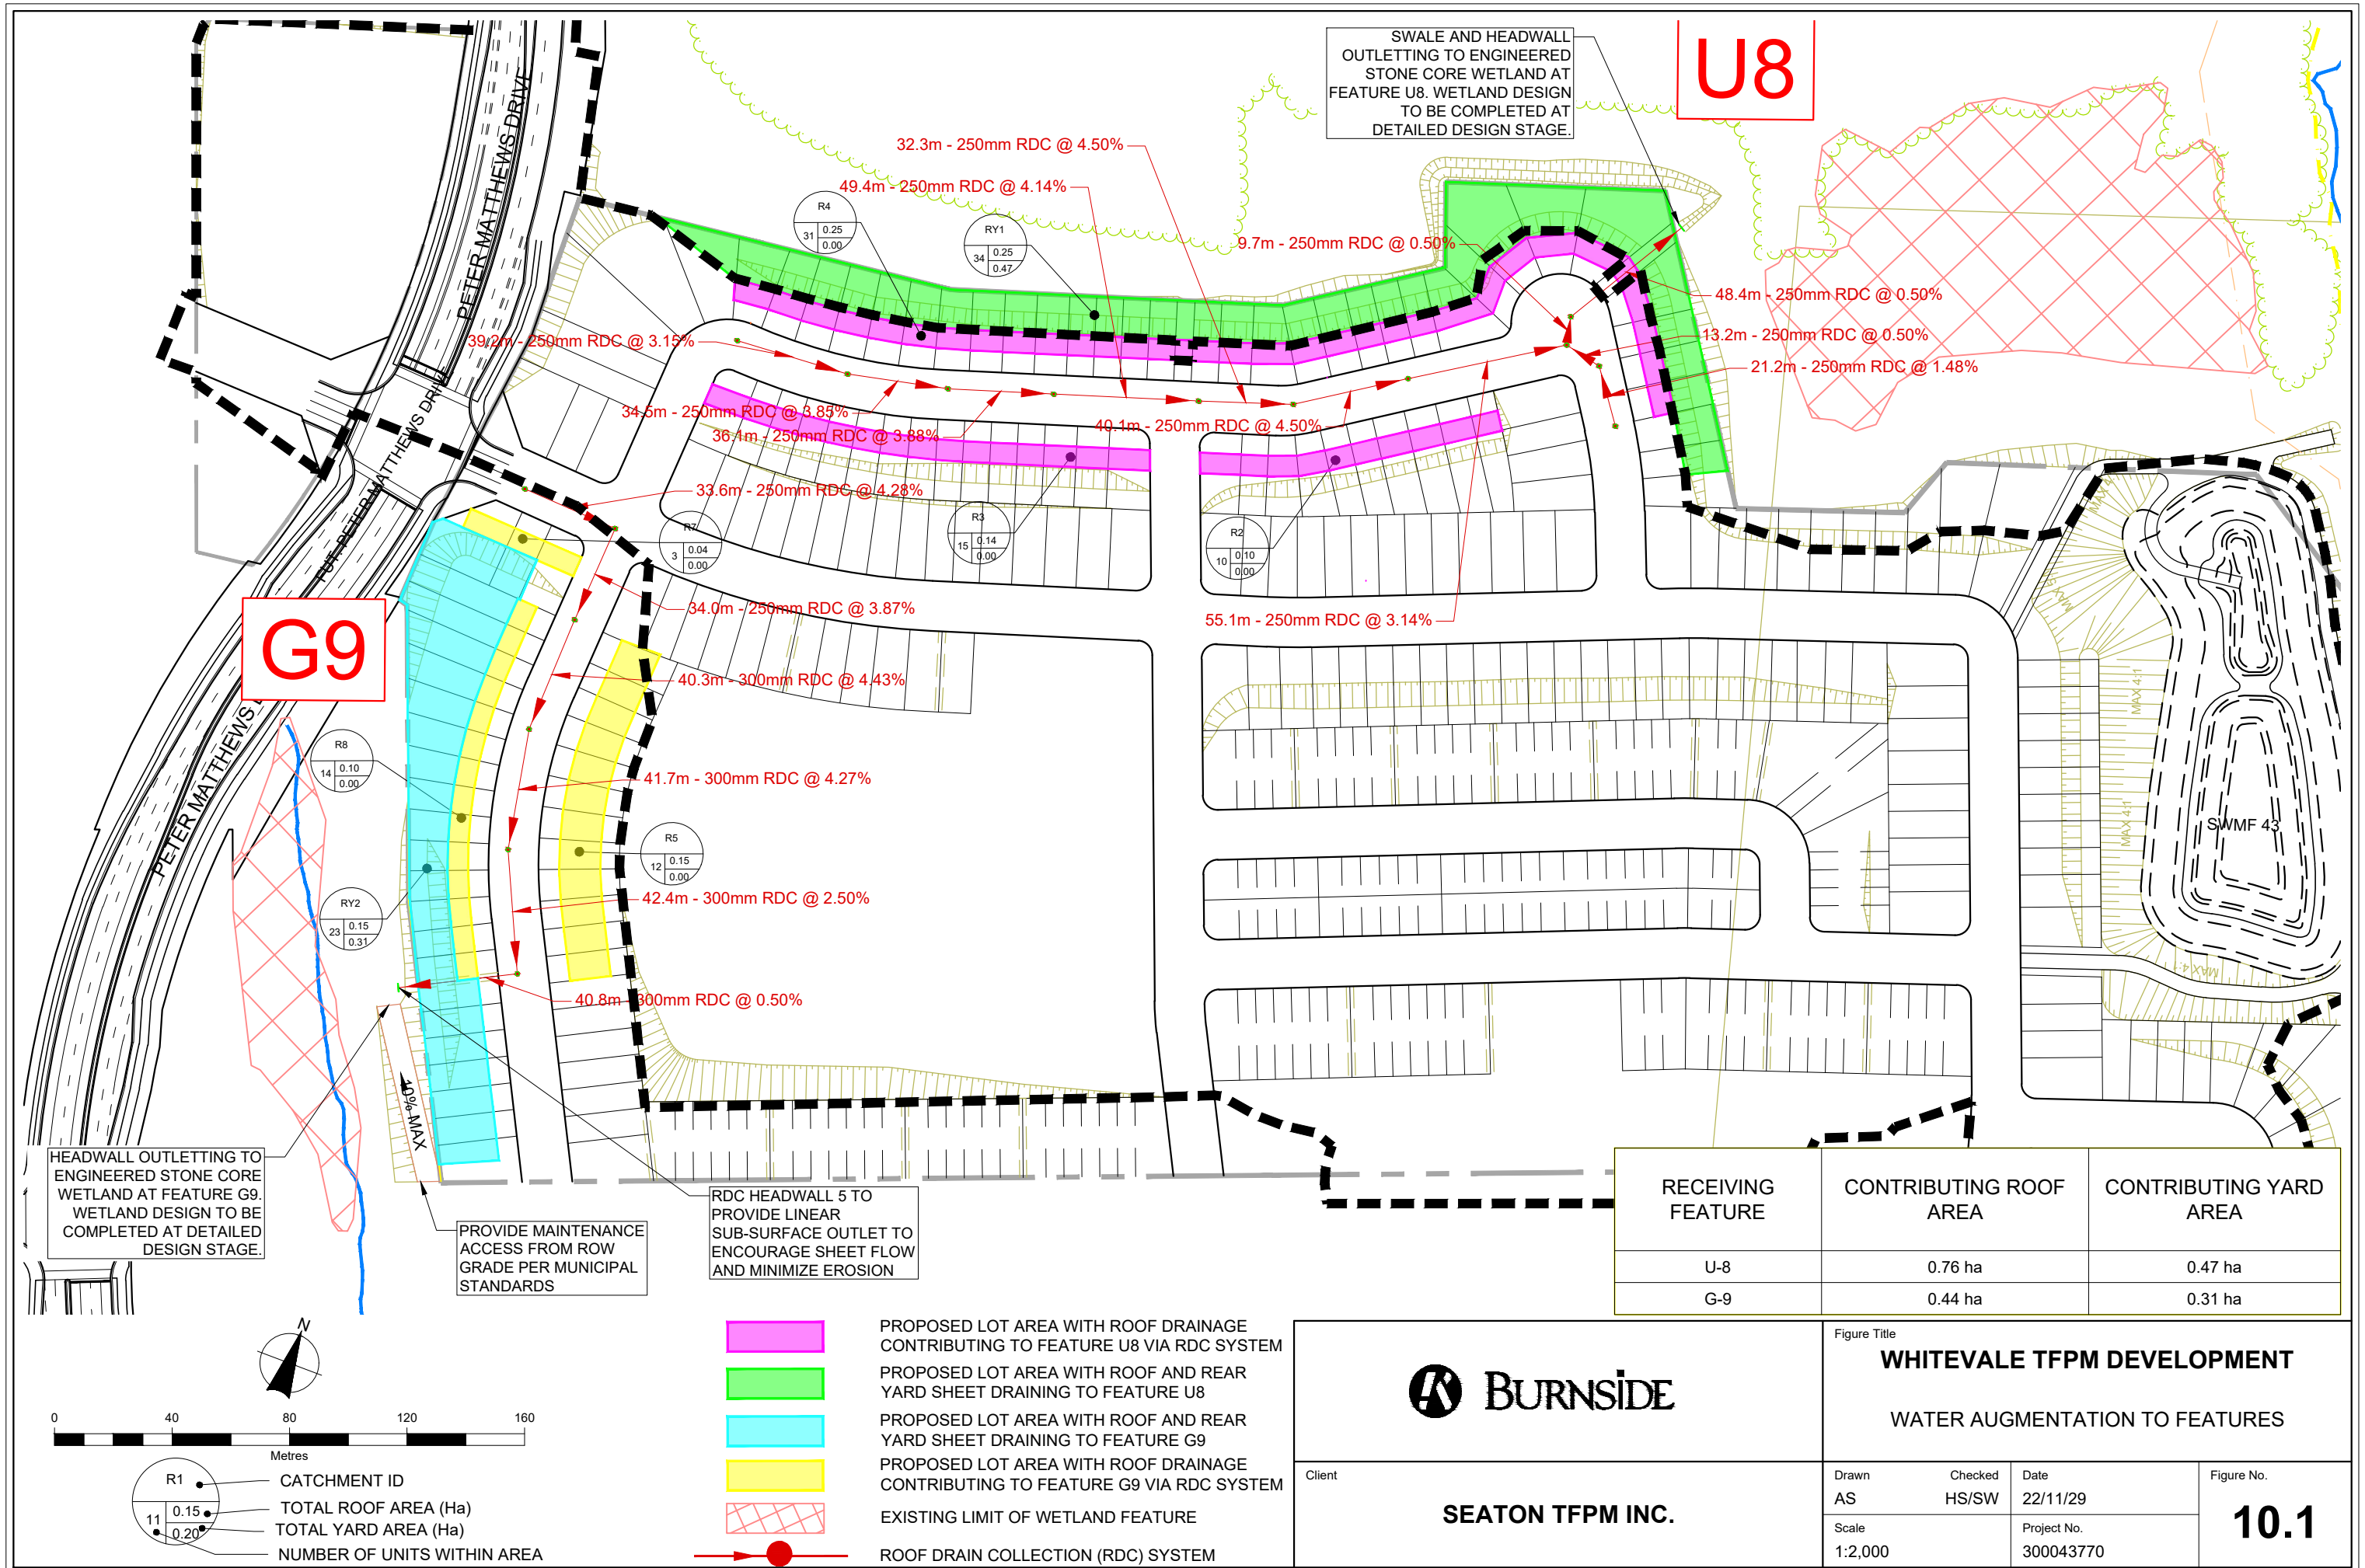 SWALE AND HEADWALL
OUTLETTING TO ENGINEERED
STONE CORE WETLAND AT
FEATURE U8. WETLAND DESIGN
TO BE COMPLETED AT
DETAILED DESIGN STAGE.
U8
PETER MATTHEWS DRIVE
PETER MATTHEWS DRIVE
32.3m - 250mm RDC @ 4.50%
49.4m - 250mm RDC @ 4.14%
R4
31
0.25
0.00
RY1
34
0.25
0.47
9.7m - 250mm RDC @ 0.50%
48.4m - 250mm RDC @ 0.50%
13.2m - 250mm RDC @ 0.50%
21.2m - 250mm RDC @ 1.48%
39.2m - 250mm RDC @ 3.15%
34.5m - 250mm RDC @ 3.85%
36.1m - 250mm RDC @ 3.88%
40.1m - 250mm RDC @ 4.50%
FUT. PETER MATTHEWS DRIVE
33.6m - 250mm RDC @ 4.28%
R7
3
0.04
0.00
R3
15
0.14
0.00
R2
10
0.10
0.00
34.0m - 250mm RDC @ 3.87%
55.1m - 250mm RDC @ 3.14%
G9
40.3m - 300mm RDC @ 4.43%
PETER MATTHEWS
R8
14
0.10
0.00
41.7m - 300mm RDC @ 4.27%
R5
12
0.15
0.00
42.4m - 300mm RDC @ 2.50%
RY2
23
0.15
0.31
40.8m - 300mm RDC @ 0.50%
MAX 4:1
MAX 4:1
MAX 4:1
SWMF 43
10% MAX
HEADWALL OUTLETTING TO
ENGINEERED STONE CORE
WETLAND AT FEATURE G9.
WETLAND DESIGN TO BE
COMPLETED AT DETAILED
DESIGN STAGE.
PROVIDE MAINTENANCE
ACCESS FROM ROW
GRADE PER MUNICIPAL
STANDARDS
RDC HEADWALL 5 TO
PROVIDE LINEAR
SUB-SURFACE OUTLET TO
ENCOURAGE SHEET FLOW
AND MINIMIZE EROSION
RECEIVING FEATURE
CONTRIBUTING ROOF AREA
CONTRIBUTING YARD AREA
U-8 0.76 ha 0.47 ha
G-9 0.44 ha 0.31 ha
N
0 40 80 120 160
Metres
R1
11
0.15
0.20
CATCHMENT ID
TOTAL ROOF AREA (Ha)
TOTAL YARD AREA (Ha)
NUMBER OF UNITS WITHIN AREA
PROPOSED LOT AREA WITH ROOF DRAINAGE
CONTRIBUTING TO FEATURE U8 VIA RDC SYSTEM
PROPOSED LOT AREA WITH ROOF AND REAR
YARD SHEET DRAINING TO FEATURE U8
PROPOSED LOT AREA WITH ROOF AND REAR
YARD SHEET DRAINING TO FEATURE G9
PROPOSED LOT AREA WITH ROOF DRAINAGE
CONTRIBUTING TO FEATURE G9 VIA RDC SYSTEM
EXISTING LIMIT OF WETLAND FEATURE
ROOF DRAIN COLLECTION (RDC) SYSTEM
BURNSiDE
Client
SEATON TFPM INC.
Figure Title
WHITEVALE TFPM DEVELOPMENT
WATER AUGMENTATION TO FEATURES
Drawn Checked Date
AS HS/SW 22/11/29
Scale Project No.
1:2,000 300043770
Figure No.
10.1